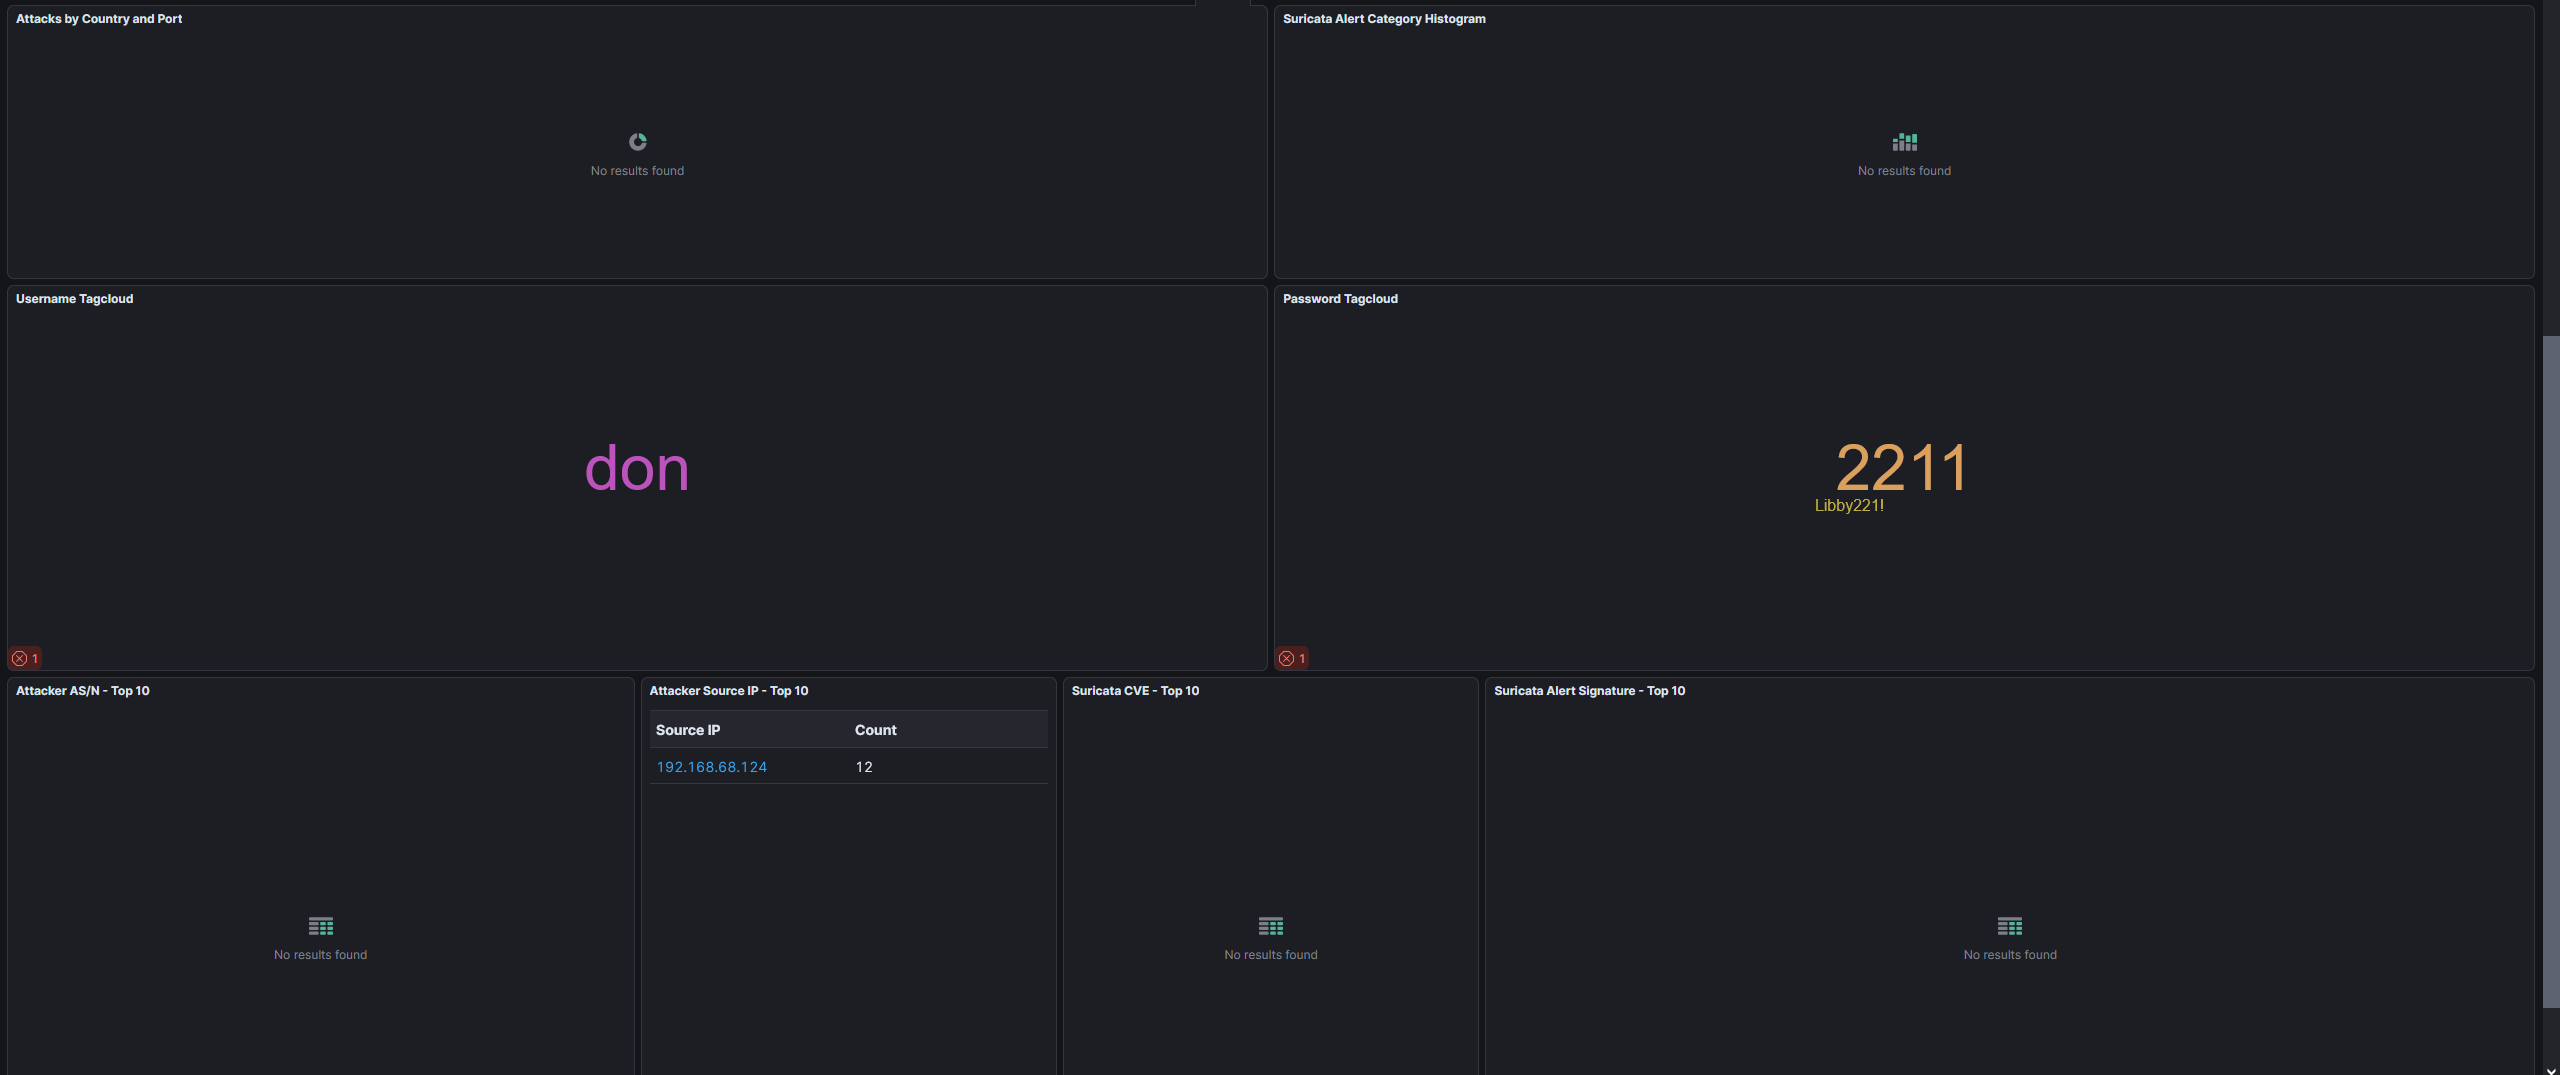 Attacks by Country and Port
No results found
Suricata Alert Category Histogram
No results found
Username Tagcloud
don
1
Password Tagcloud
2211
Libby221!
1
Attacker AS/N - Top 10
No results found
Attacker Source IP - Top 10
Source IP Count
192.168.68.124 12
Suricata CVE - Top 10
No results found
Suricata Alert Signature - Top 10
No results found